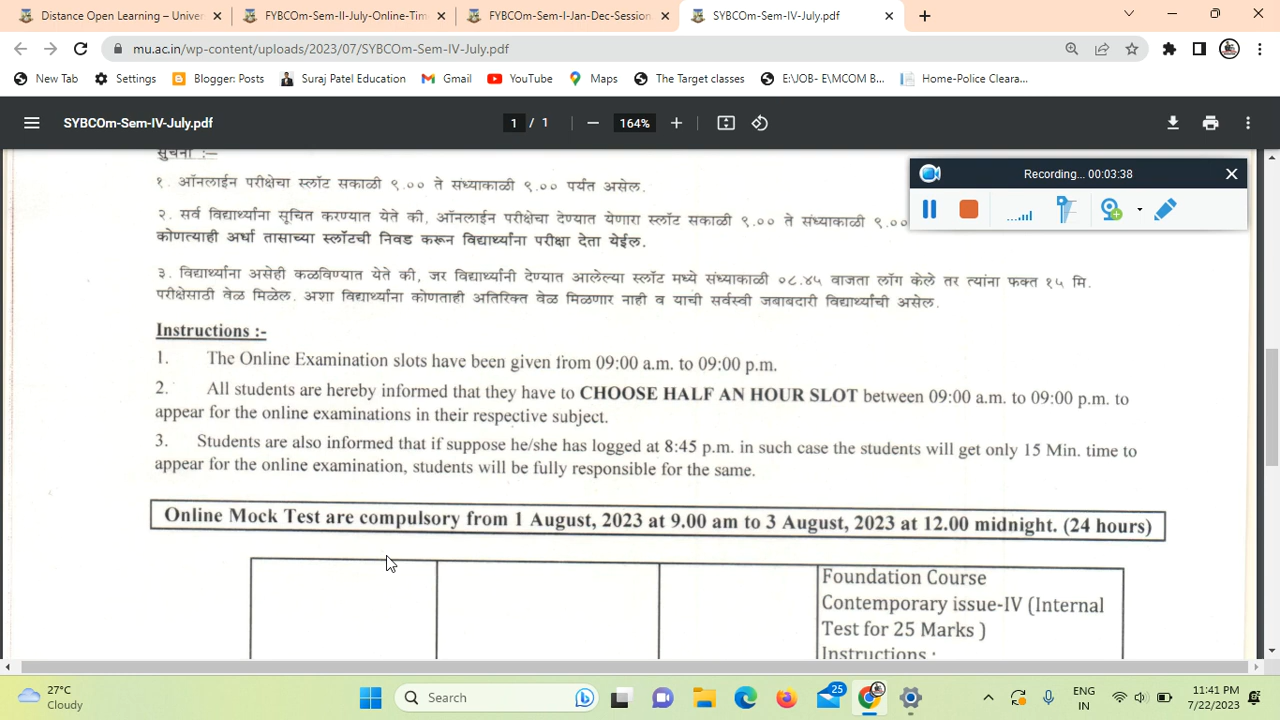 Distance Open Learning – Univer
FYBCOm-Sem-II-July-Online-Tim
FYBCOm-Sem-I-Jan-Dec-Session
SYBCOm-Sem-IV-July.pdf
mu.ac.in/wp-content/uploads/2023/07/SYBCOm-Sem-IV-July.pdf
New Tab
Settings
Blogger: Posts
Suraj Patel Education
Gmail
YouTube
Maps
The Target classes
E:\JOB- E\MCOM B...
Home-Police Cleara...
SYBCOm-Sem-IV-July.pdf
1 / 1
164%
Recording... 00:03:38
सुचना :–
१. ऑनलाईन परीक्षेचा स्लॉट सकाळी ९.०० ते संध्याकाळी ९.०० पर्यंत असेल.
२. सर्व विद्यार्थ्यांना सूचित करण्यात येते की, ऑनलाईन परीक्षेचा देण्यात येणारा स्लॉट सकाळी ९.०० ते संध्याकाळी ९.००
कोणत्याही अर्धा तासाच्या स्लॉटची निवड करून विद्यार्थ्यांना परीक्षा देता येईल.
३. विद्यार्थ्यांना असेही कळविण्यात येते की, जर विद्यार्थ्यांनी देण्यात आलेल्या स्लॉट मध्ये संध्याकाळी ०८.४५ वाजता लॉग केले तर त्यांना फक्त १५ मि.
परीक्षेसाठी वेळ मिळेल. अशा विद्यार्थ्यांना कोणताही अतिरिक्त वेळ मिळणार नाही व याची सर्वस्वी जबाबदारी विद्यार्थ्यांची असेल.
Instructions :-
1. The Online Examination slots have been given from 09:00 a.m. to 09:00 p.m.
2. All students are hereby informed that they have to CHOOSE HALF AN HOUR SLOT between 09:00 a.m. to 09:00 p.m. to
appear for the online examinations in their respective subject.
3. Students are also informed that if suppose he/she has logged at 8:45 p.m. in such case the students will get only 15 Min. time to
appear for the online examination, students will be fully responsible for the same.
Online Mock Test are compulsory from 1 August, 2023 at 9.00 am to 3 August, 2023 at 12.00 midnight. (24 hours)
Foundation Course
Contemporary issue-IV (Internal
Test for 25 Marks )
Instructions :
27°C
Cloudy
Search
25
ENG
IN
11:41 PM
7/22/2023